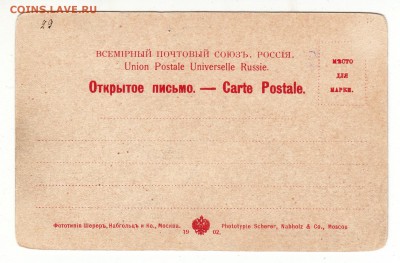 COINS.LAVE.RU
29
ВСЕМІРНЫЙ ПОЧТОВЫЙ СОЮЗЪ. РОССІЯ.
Union Postale Universelle Russie.
Открытое письмо. — Carte Postale.
МѢСТО
ДЛЯ
МАРКИ.
Фототипія Шереръ, Набгольцъ и Ко., Москва.
19 02.
Phototypie Scherer, Nabholz & Co., Moscou